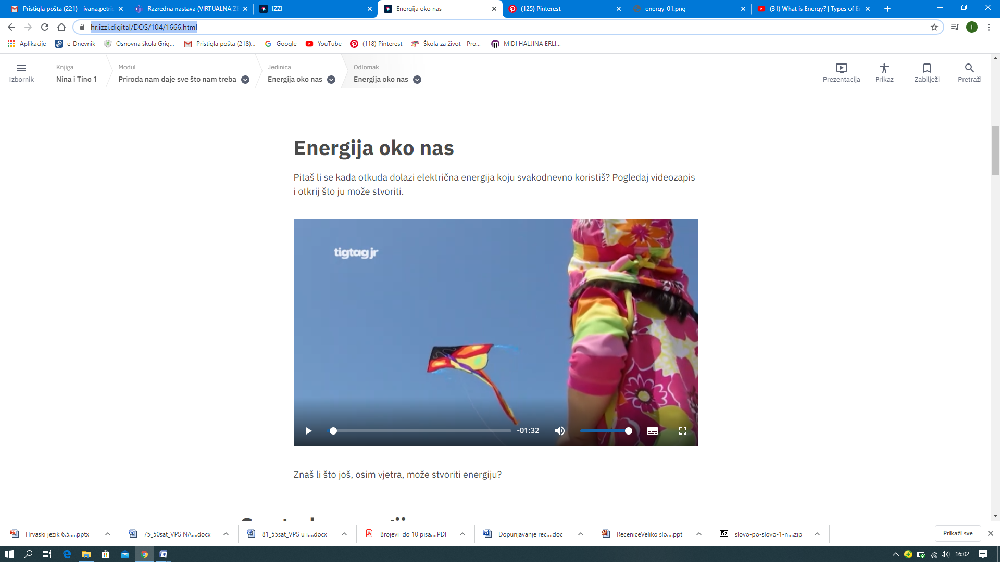 Pristigla pošta (221) - ivana.petric
Razredna nastava (VIRTUALNA Z
IZZI
Energija oko nas
(125) Pinterest
energy-01.png
(31) What is Energy? | Types of E
hr.izzi.digital/DOS/104/1666.html
I
Aplikacije
e-Dnevnik
Osnovna škola Grig...
Pristigla pošta (218)...
Google
YouTube
(118) Pinterest
Škola za život - Pro...
MIDI HALJINA ERLI...
Izbornik
Knjiga
Nina i Tino 1
Modul
Priroda nam daje sve što nam treba
Jedinica
Energija oko nas
Odlomak
Energija oko nas
Prezentacija
Prikaz
Zabilježi
Pretraži
Energija oko nas
Pitaš li se kada otkuda dolazi električna energija koju svakodnevno koristiš? Pogledaj videozapis
i otkrij što ju može stvoriti.
tigtag jr
-01:32
Znaš li što još, osim vjetra, može stvoriti energiju?
Hrvaski jezik 6.5.....pptx
75_50sat_VPS NA....docx
81_55sat_VPS u i....docx
Brojevi do 10 pisa....PDF
Dopunjavanje rec....doc
ReceniceVeliko slo....ppt
slovo-po-slovo-1-n....zip
Prikaži sve
16:02